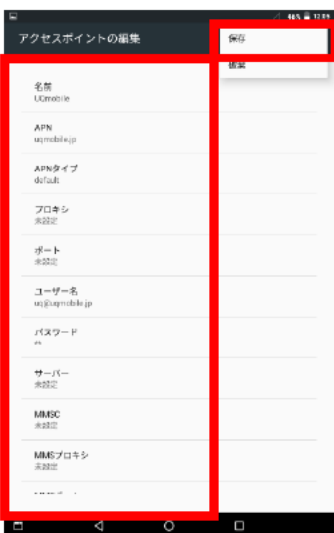 46% 12:09
アクセスポイントの編集
保存
破棄
名前
UQmobile
APN
uqmobile.jp
APNタイプ
default
プロキシ
未設定
ポート
未設定
ユーザー名
uq@uqmobile.jp
パスワード
サーバー
未設定
MMSC
未設定
MMSプロキシ
未設定